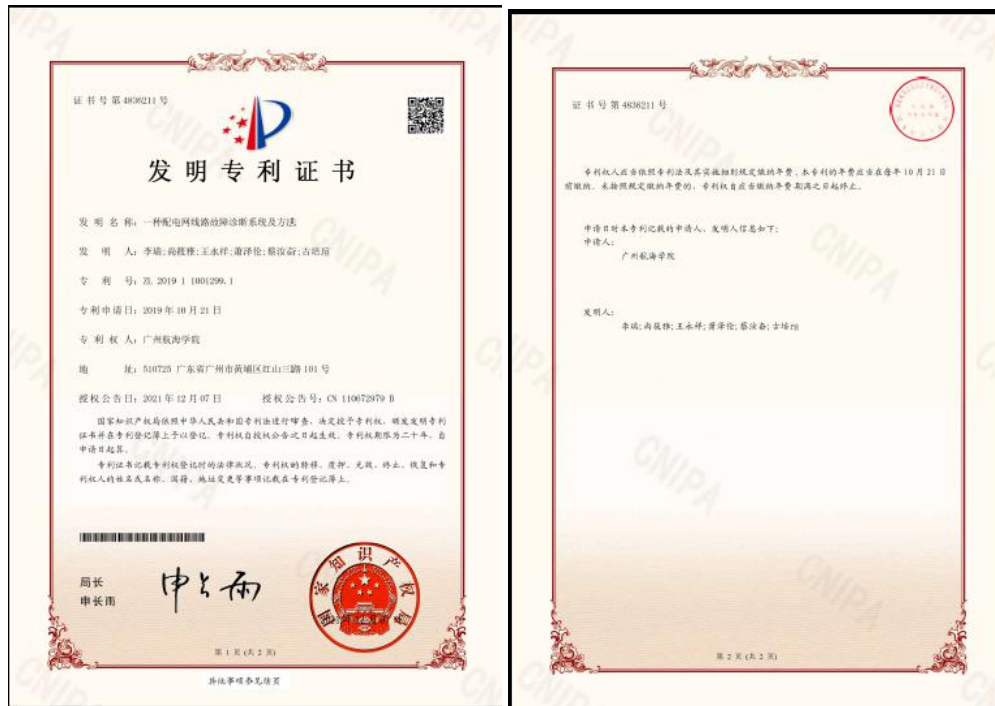 证书号第4836211号
发明专利证书
发明名称：一种配电网线路故障诊断系统及方法
发明人：李瑞;尚薇雅;王永祥;萧泽伦;蔡汝畚;古培
专利号：ZL 2019 1 1001299.1
专利申请日：2019年10月21日
专利权人：广州航海学院
地址：510725 广东省广州市黄埔区红山三路101号
授权公告日：2021年12月07日 授权公告号：CN 110672979 B
国家知识产权局依照中华人民共和国专利法进行审查，决定授予专利权，颁发发明专利
证书并在专利登记簿上予以登记。专利权自授权公告之日起生效。专利权期限为二十年，自
申请日起算。
专利证书记载专利权登记时的法律状况。专利权的转移、质押、无效、终止、恢复和专
利权人的姓名或名称、国籍、地址变更等事项记载在专利登记簿上。
局长
申长雨
申长雨
国家知识产权局
第 1 页 (共 2 页)
其他事项参见续页
证书号第4836211号
专利权人应当依照专利法及其实施细则规定缴纳年费。本专利的年费应当在每年10月21日
前缴纳。未按照规定缴纳年费的，专利权自应当缴纳年费期满之日起终止。
申请日时本专利记载的申请人、发明人信息如下：
申请人：
广州航海学院
发明人：
李瑞;尚薇雅;王永祥;萧泽伦;蔡汝畚;古培
第 2 页 (共 2 页)
CNIPA